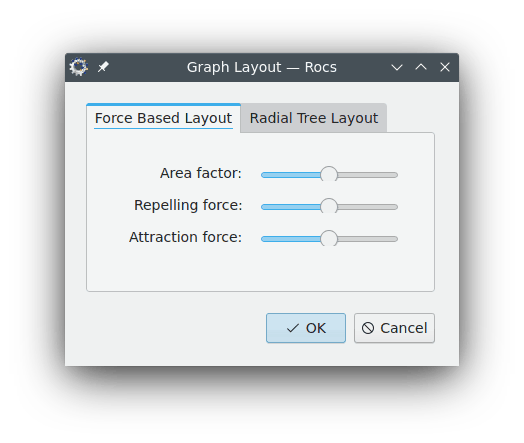 Graph Layout — Rocs
Force Based Layout Radial Tree Layout
Area factor:
Repelling force:
Attraction force:
OK Cancel